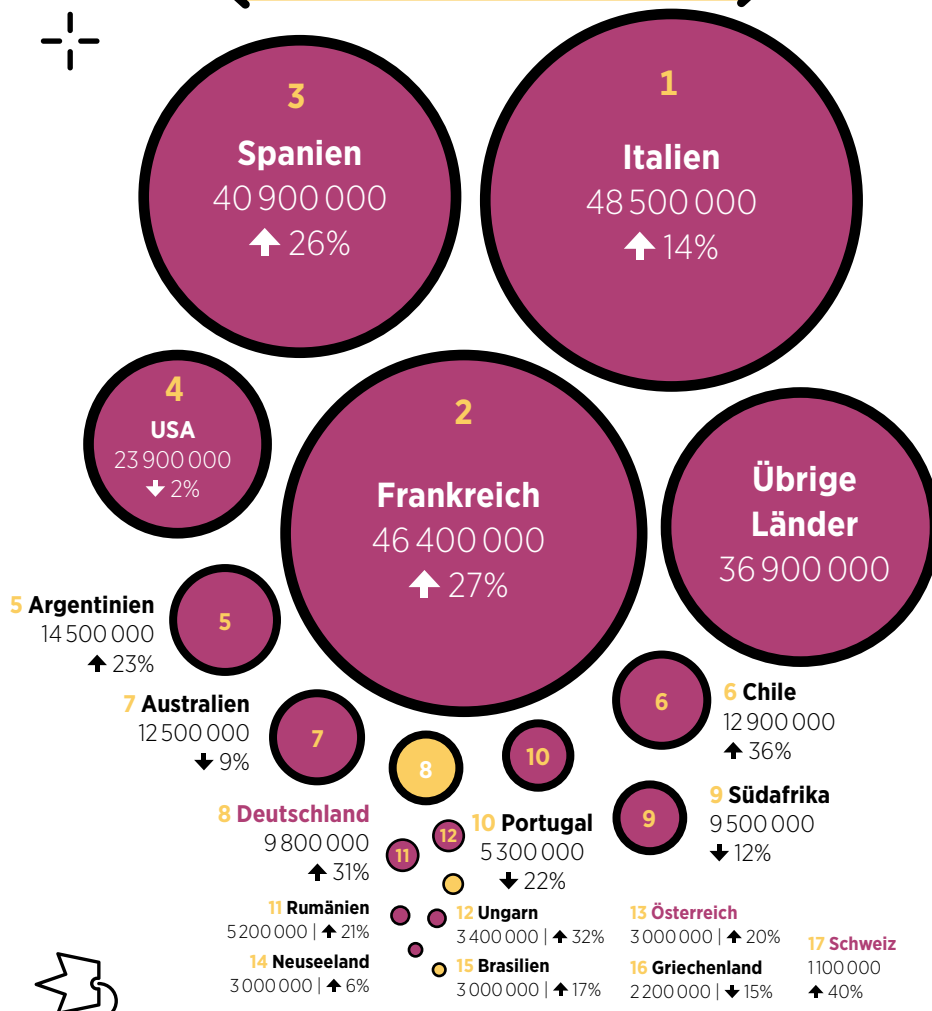 3
Spanien
40 900 000
26%
1
Italien
48 500 000
14%
4
USA
23 900 000
2%
2
Frankreich
46 400 000
27%
Übrige
Länder
36 900 000
5 Argentinien
14 500 000
23%
5
7 Australien
12 500 000
9%
7
6
6 Chile
12 900 000
36%
8
10
8 Deutschland
9 800 000
31%
11
12
10 Portugal
5 300 000
22%
9
9 Südafrika
9 500 000
12%
11 Rumänien
5 200 000 | 21%
12 Ungarn
3 400 000 | 32%
13 Österreich
3 000 000 | 20%
14 Neuseeland
3 000 000 | 6%
15 Brasilien
3 000 000 | 17%
16 Griechenland
2 200 000 | 15%
17 Schweiz
1 100 000
40%